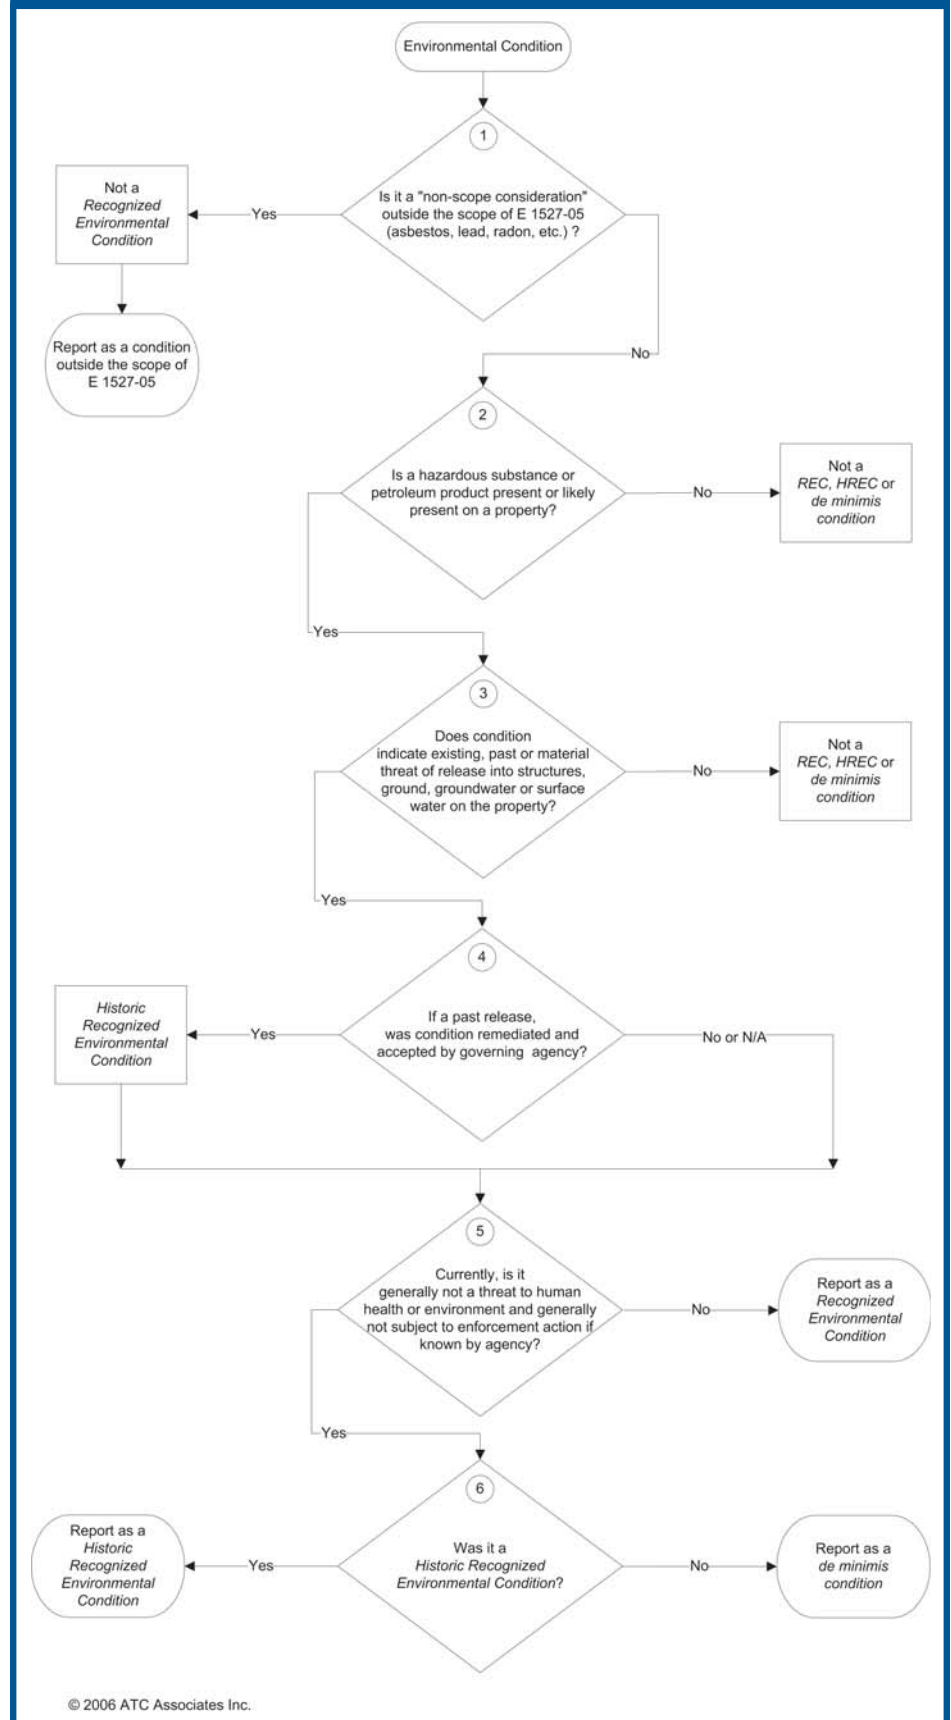 Environmental Condition
1
Is it a "non-scope consideration"
outside the scope of E 1527-05
(asbestos, lead, radon, etc.) ?
Yes
Not a
Recognized
Environmental
Condition
Report as a condition
outside the scope of
E 1527-05
No
2
Is a hazardous substance or
petroleum product present or likely
present on a property?
No
Not a
REC, HREC or
de minimis
condition
Yes
3
Does condition
indicate existing, past or material
threat of release into structures,
ground, groundwater or surface
water on the property?
No
Not a
REC, HREC or
de minimis
condition
Yes
4
If a past release,
was condition remediated and
accepted by governing agency?
Yes
Historic
Recognized
Environmental
Condition
No or N/A
5
Currently, is it
generally not a threat to human
health or environment and generally
not subject to enforcement action if
known by agency?
No
Report as a
Recognized
Environmental
Condition
Yes
6
Was it a
Historic Recognized
Environmental Condition?
Yes
Report as a
Historic
Recognized
Environmental
Condition
No
Report as a
de minimis
condition
© 2006 ATC Associates Inc.